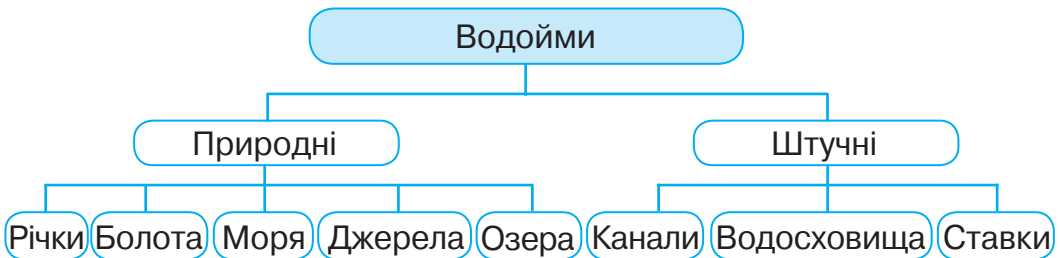 Водойми
Природні Штучні
Річки Болота Моря Джерела Озера Канали Водосховища Ставки